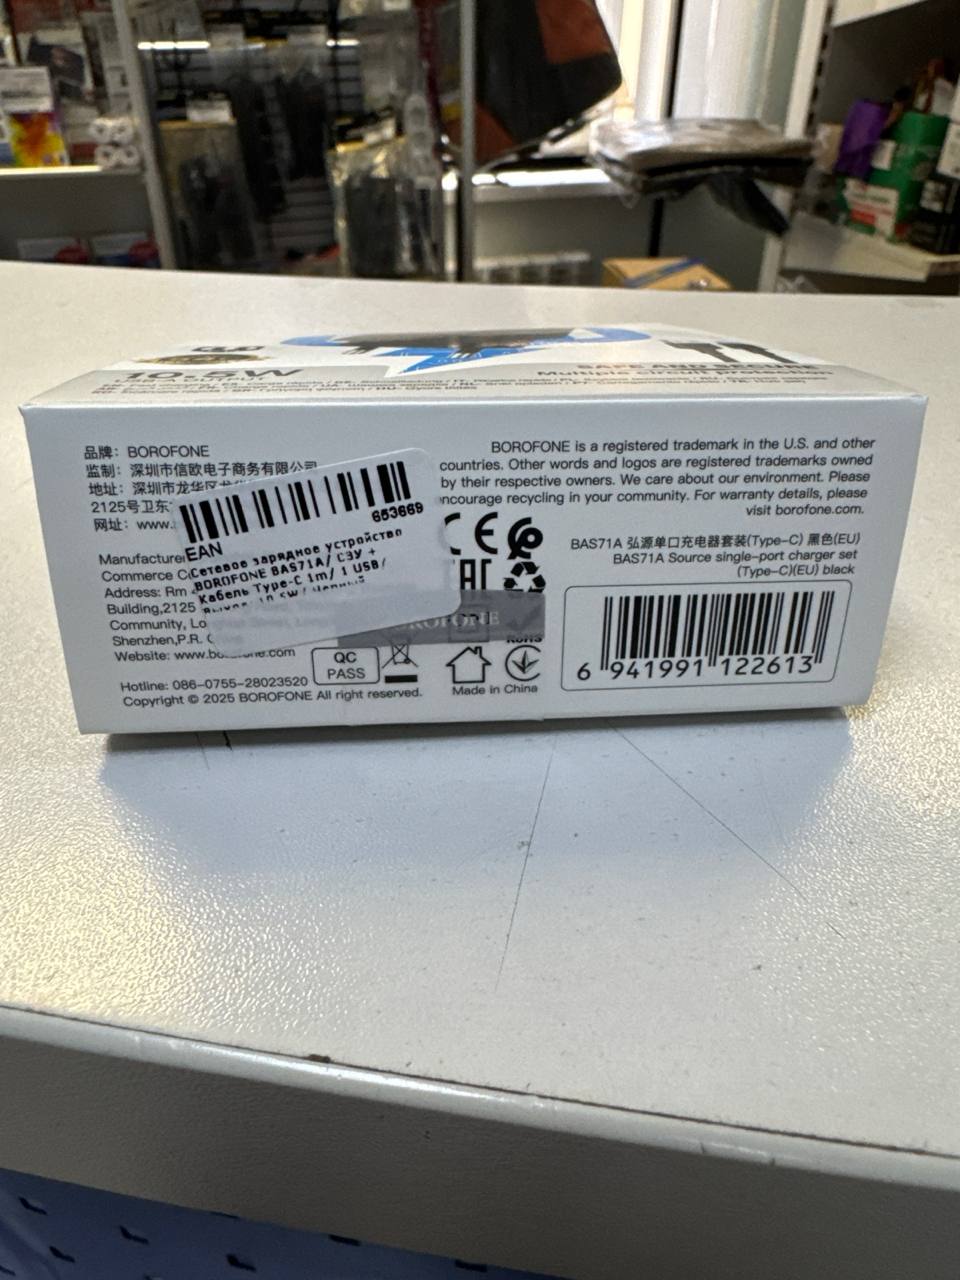 10.5W
USB-A OUTPUT
SAFE AND SECURE
Multiple circuit protection
品牌：BOROFONE
监制：深圳市信欧电子商务有限公司
地址：深圳市龙华区
2125号卫东
网址：www.
Manufacturer
Commerce C
Address: Rm
Building,2125
Community, Lo
Shenzhen,P.R. C
Website: www.bo
.com
Hotline: 086-0755-28023520
Copyright © 2025 BOROFONE All right reserved.
653669
EAN
Сетевое зарядное устройство
BOROFONE BAS71A/ СЗУ +
Кабель Type-C 1m/ 1 USB/
BOROFONE
QC
PASS
CE
EAC
RoHS
Made in China
BOROFONE is a registered trademark in the U.S. and other
countries. Other words and logos are registered trademarks owned
by their respective owners. We care about our environment. Please
encourage recycling in your community. For warranty details, please
visit borofone.com.
BAS71A 弘源单口充电器套装(Type-C) 黑色(EU)
BAS71A Source single-port charger set
(Type-C)(EU) black
6 941991 122613